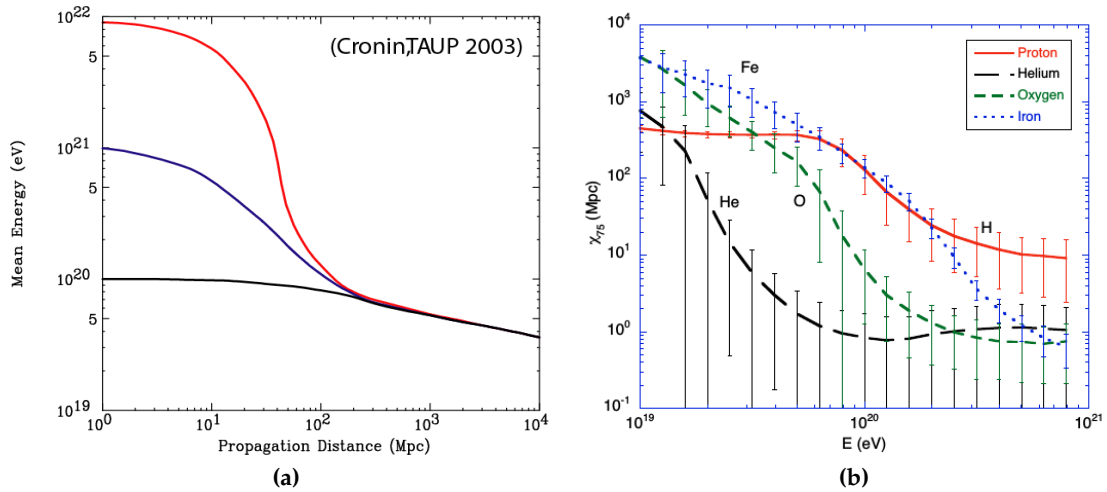 (Cronin,TAUP 2003)
10^22
5
10^21
5
10^20
5
10^19
Mean Energy (eV)
10^0 10^1 10^2 10^3 10^4
Propagation Distance (Mpc)
(a)
10^4
10^3
10^2
10^1
10^0
10^-1
χ75 (Mpc)
Proton
Helium
Oxygen
Iron
Fe
He
O
H
10^19 10^20 10^21
E (eV)
(b)